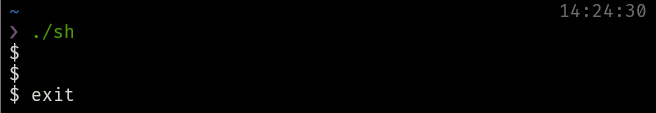 ~ 14:24:30
❯ ./sh
$
$
$ exit